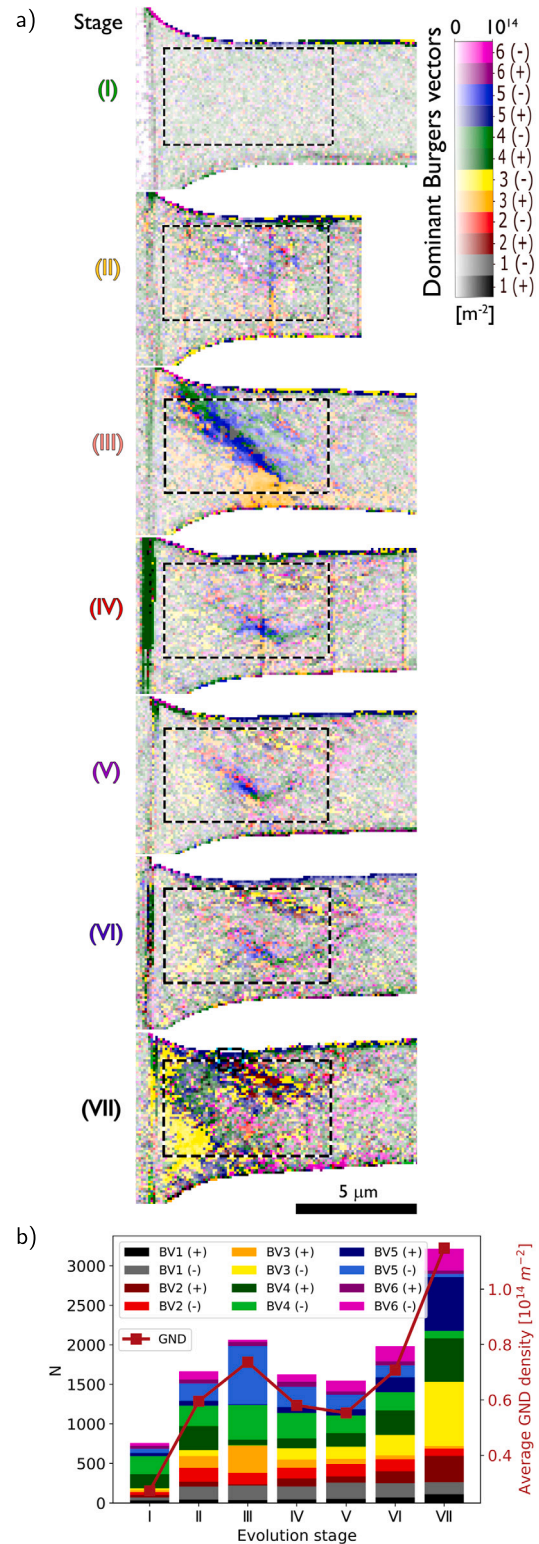 a)
Stage
(I)
(II)
(III)
(IV)
(V)
(VI)
(VII)
0 10^14
Dominant Burgers vectors
6 (-)
6 (+)
5 (-)
5 (+)
4 (-)
4 (+)
3 (-)
3 (+)
2 (-)
2 (+)
1 (-)
1 (+)
[m-2]
5 μm
b)
BV1 (+) BV3 (+) BV5 (+)
BV1 (-) BV3 (-) BV5 (-)
BV2 (+) BV4 (+) BV6 (+)
BV2 (-) BV4 (-) BV6 (-)
GND
N
3000
2500
2000
1500
1000
500
0
I II III IV V VI VII
Evolution stage
1.0
0.8
0.6
0.4
Average GND density [10^14 m^-2]